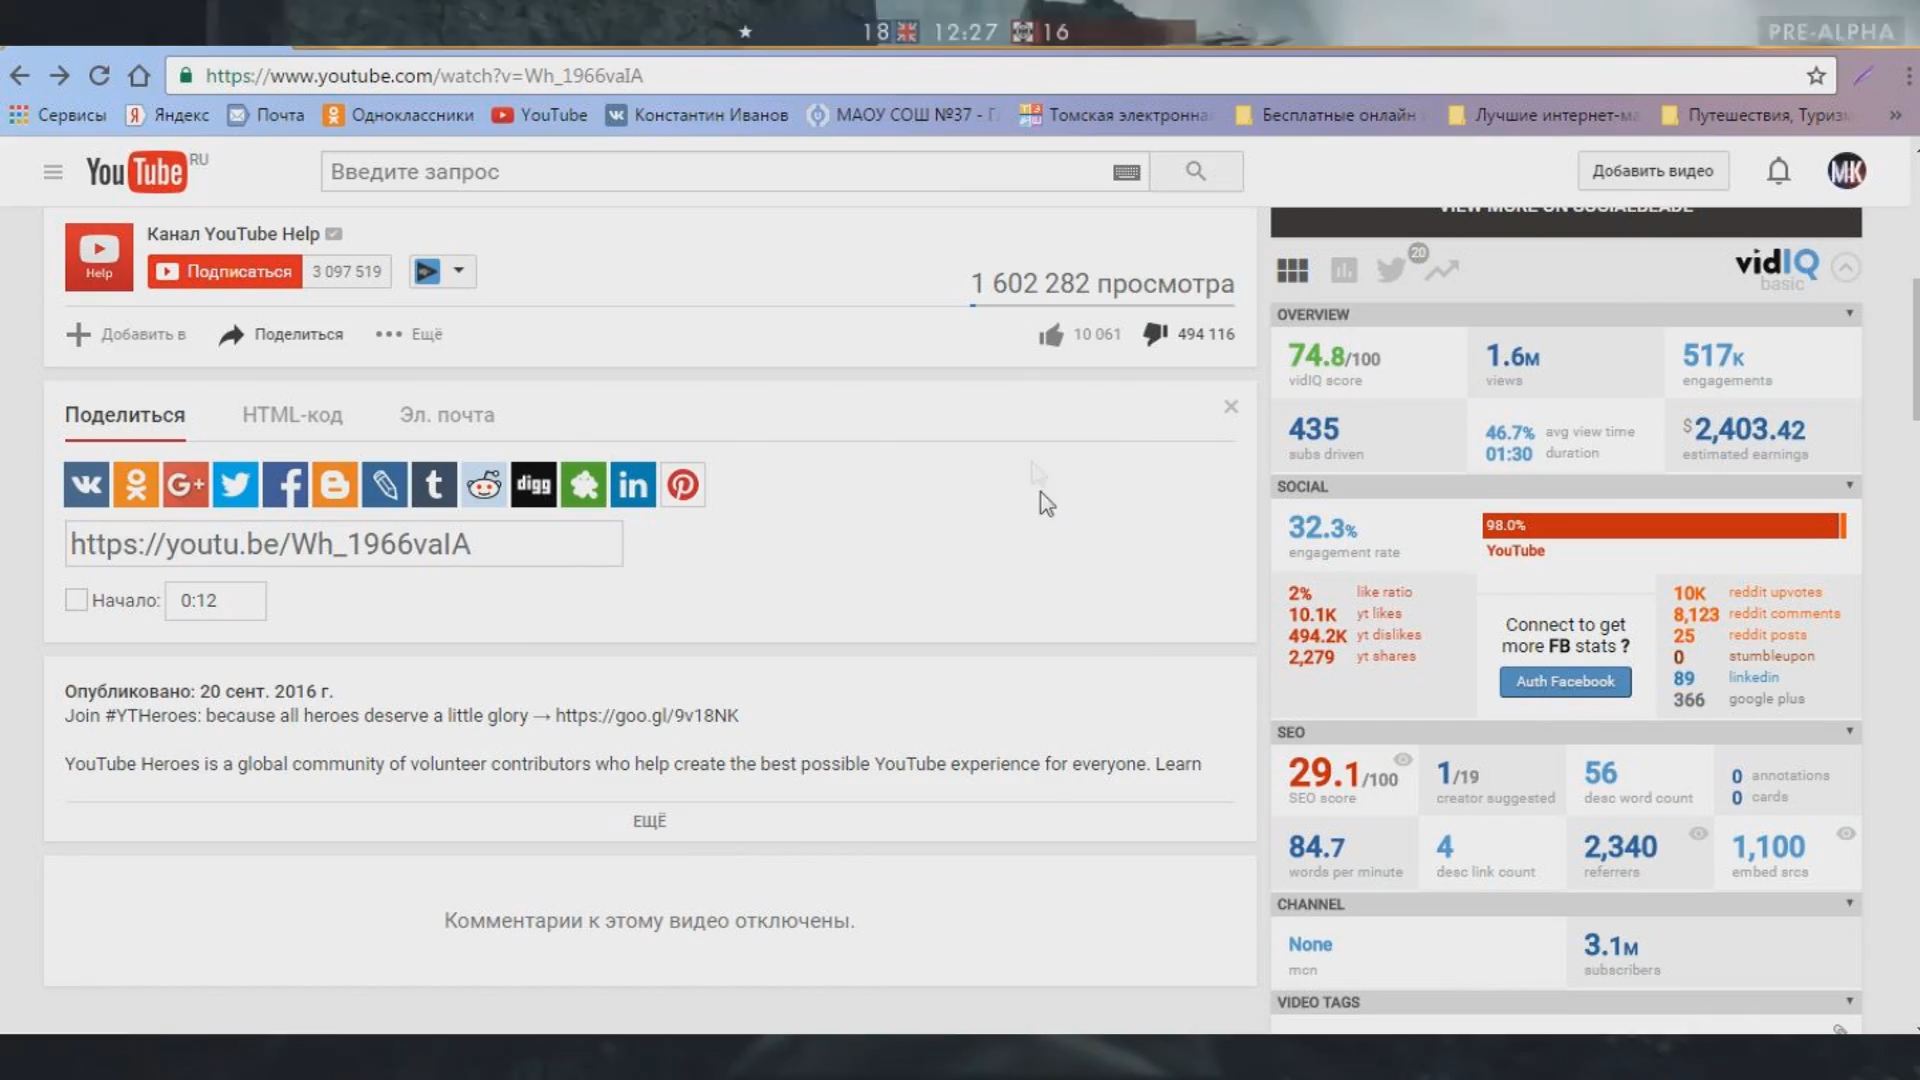 18 12:27 16
PRE-ALPHA
https://www.youtube.com/watch?v=Wh_1966vaIA
Сервисы Яндекс Почта Одноклассники YouTube Константин Иванов МАОУ СОШ №37 - Томская электронна Бесплатные онлайн Лучшие интернет-ма Путешествия, Туриз »
YouTube RU
Введите запрос
Добавить видео
MK
Канал YouTube Help
Help
Подписаться 3 097 519
1 602 282 просмотра
Добавить в Поделиться ••• Ещё
10 061 494 116
Поделиться HTML-код Эл. почта
G+ t digg in
https://youtu.be/Wh_1966vaIA
Начало: 0:12
Опубликовано: 20 сент. 2016 г.
Join #YTHeroes: because all heroes deserve a little glory → https://goo.gl/9v18NK
YouTube Heroes is a global community of volunteer contributors who help create the best possible YouTube experience for everyone. Learn
ЕЩЁ
Комментарии к этому видео отключены.
VIEW MORE ON SOCIALBLADE
20
vidIQ
basic
OVERVIEW
74.8/100 1.6M 517K
vidIQ score views engagements
435 46.7% avg view time $2,403.42
subs driven 01:30 duration estimated earnings
SOCIAL
32.3% 98.0%
engagement rate YouTube
2% like ratio
10.1K yt likes
494.2K yt dislikes
2,279 yt shares
Connect to get
more FB stats ?
Auth Facebook
10K reddit upvotes
8,123 reddit comments
25 reddit posts
0 stumbleupon
89 linkedin
366 google plus
SEO
29.1/100 1/19 56 0 annotations
SEO score creator suggested desc word count 0 cards
84.7 4 2,340 1,100
words per minute desc link count referrers embed srcs
CHANNEL
None 3.1M
mcn subscribers
VIDEO TAGS